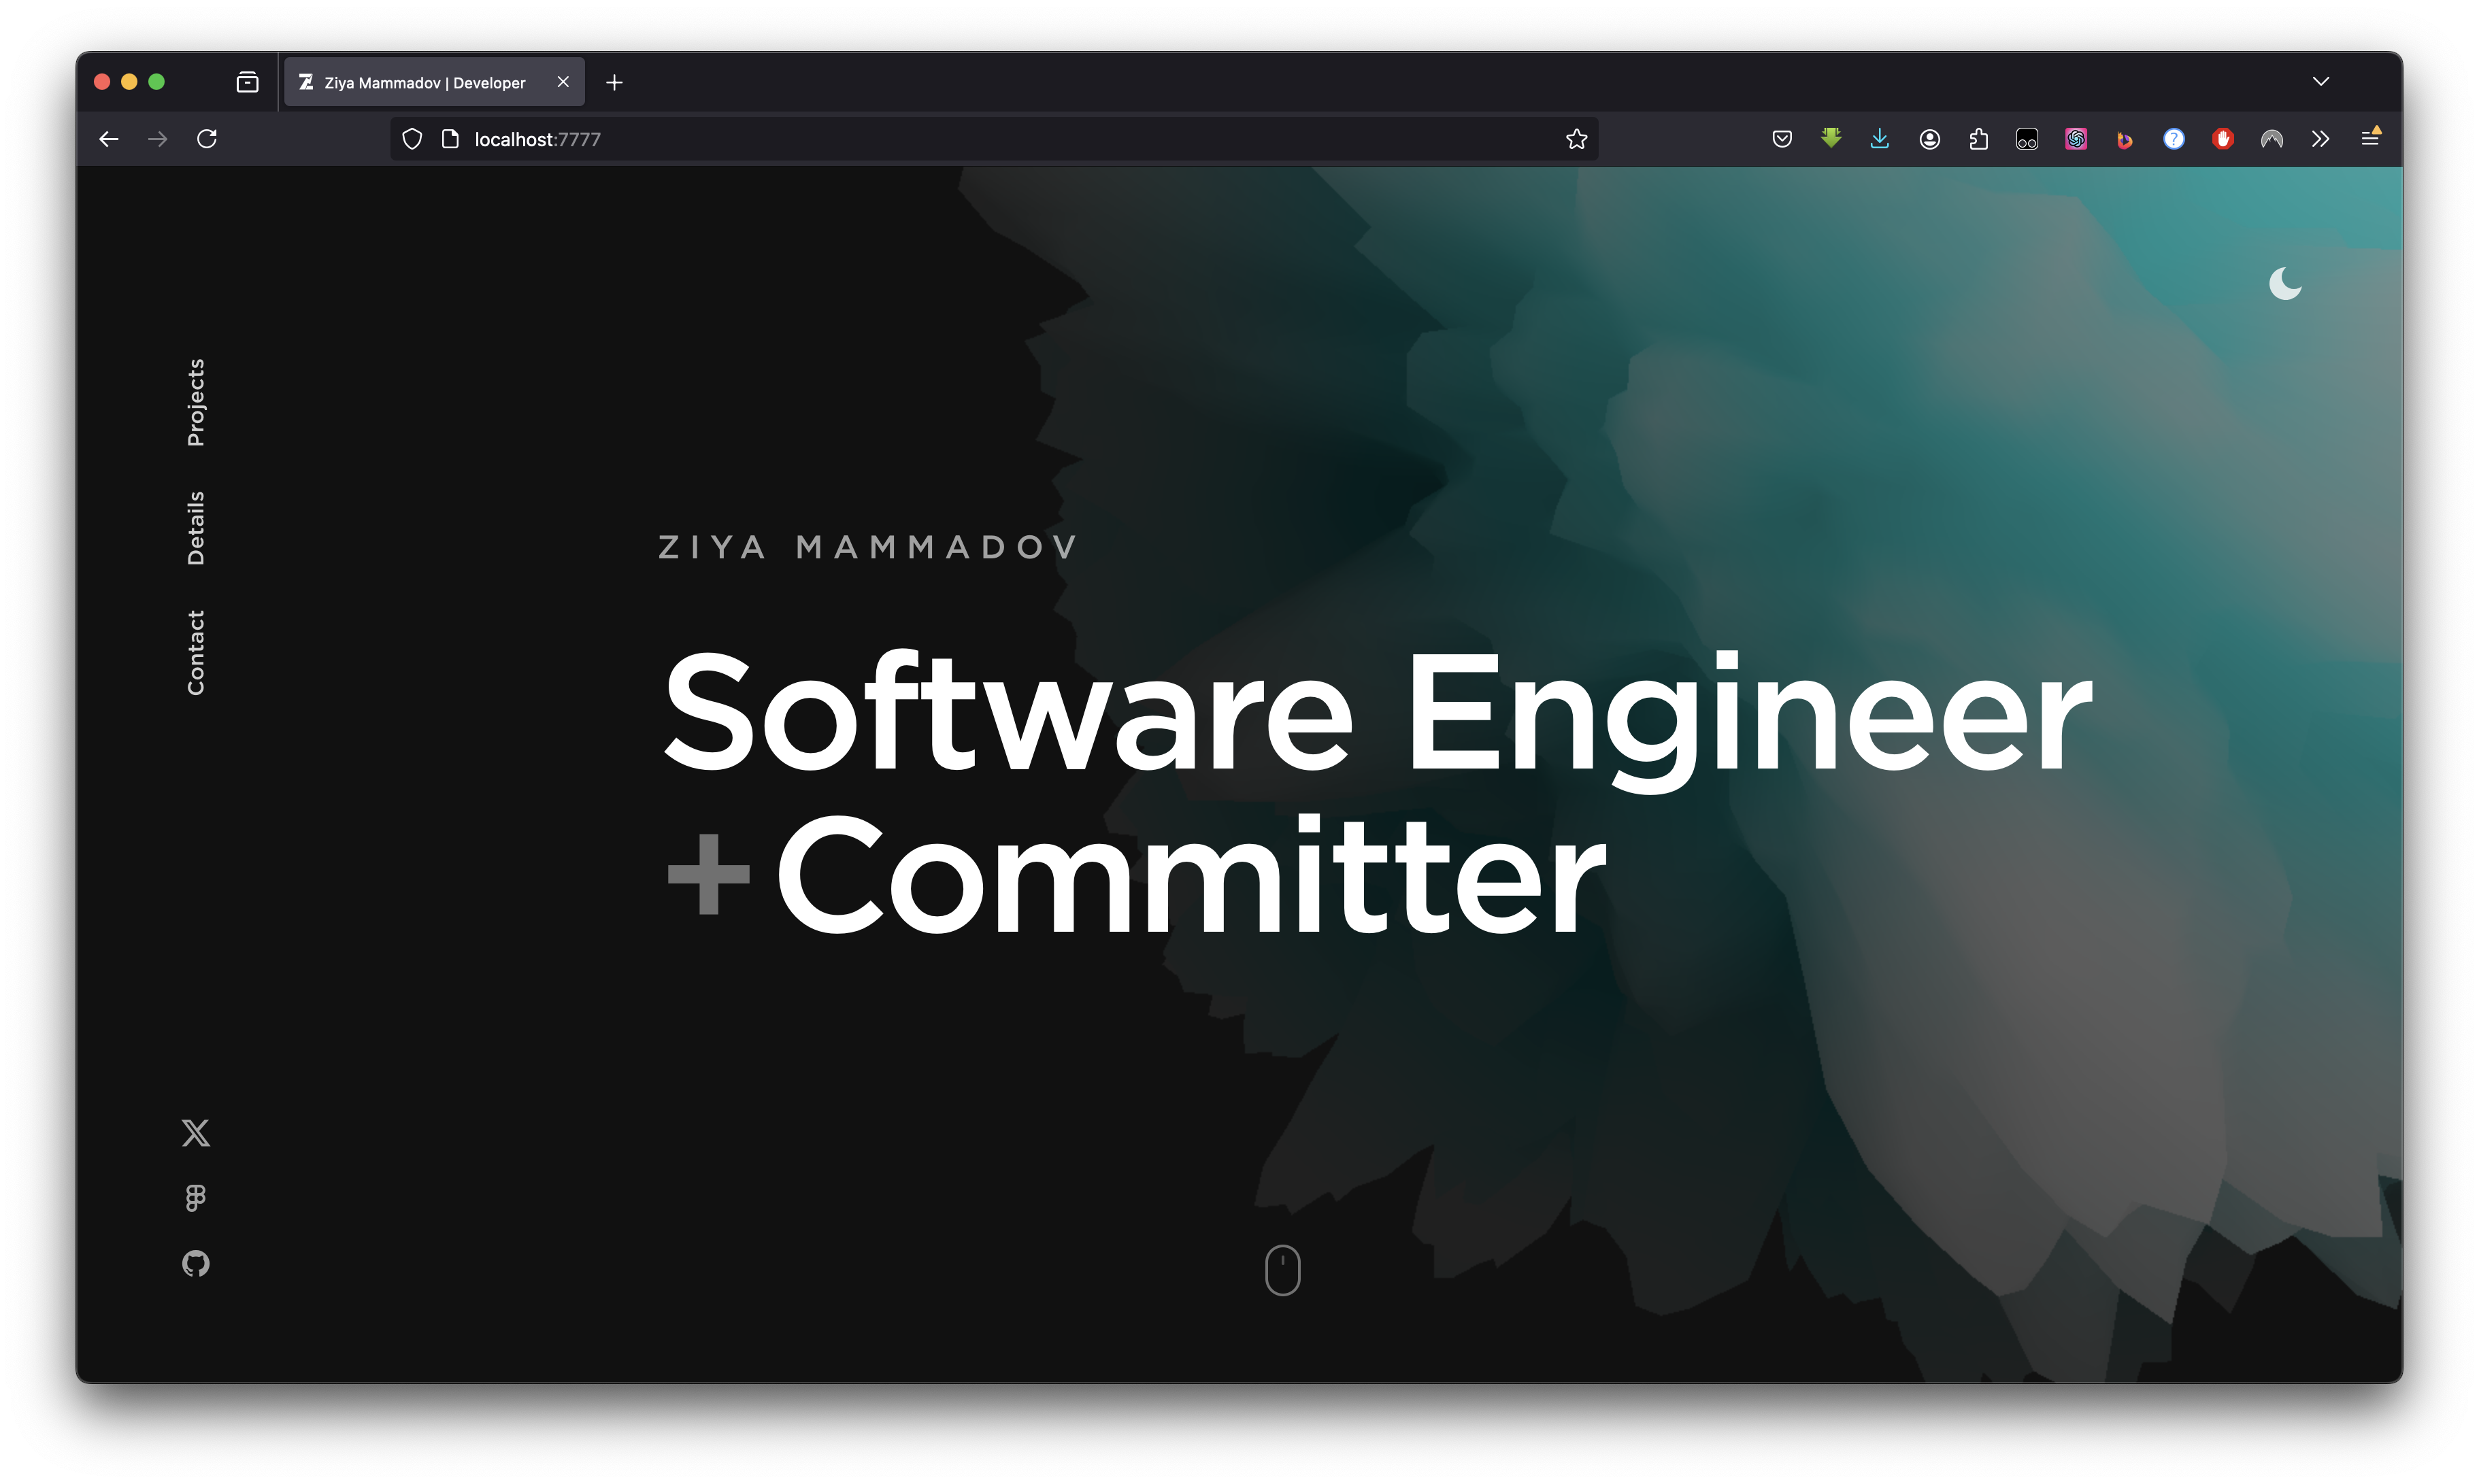 Ziya Mammadov | Developer
localhost:7777
Projects
Details
Contact
ZIYA MAMMADOV
Software Engineer
+ Committer